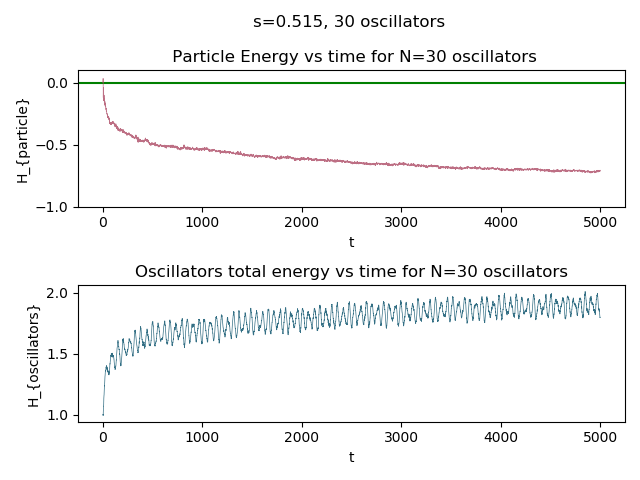 s=0.515, 30 oscillators
Particle Energy vs time for N=30 oscillators
H_{particle}
0.0
−0.5
−1.0
0
1000
2000
3000
4000
5000
t
Oscillators total energy vs time for N=30 oscillators
H_{oscillators}
2.0
1.5
1.0
0
1000
2000
3000
4000
5000
t